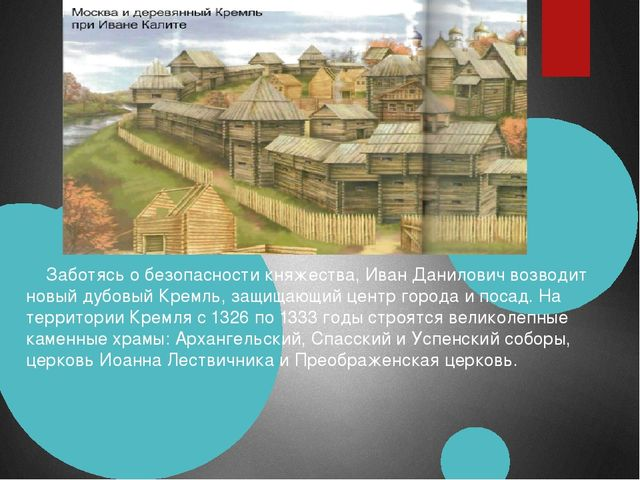 Москва и деревянный Кремль
при Иване Калите
Заботясь о безопасности княжества, Иван Данилович возводит
новый дубовый Кремль, защищающий центр города и посад. На
территории Кремля с 1326 по 1333 годы строятся великолепные
каменные храмы: Архангельский, Спасский и Успенский соборы,
церковь Иоанна Лествичника и Преображенская церковь.